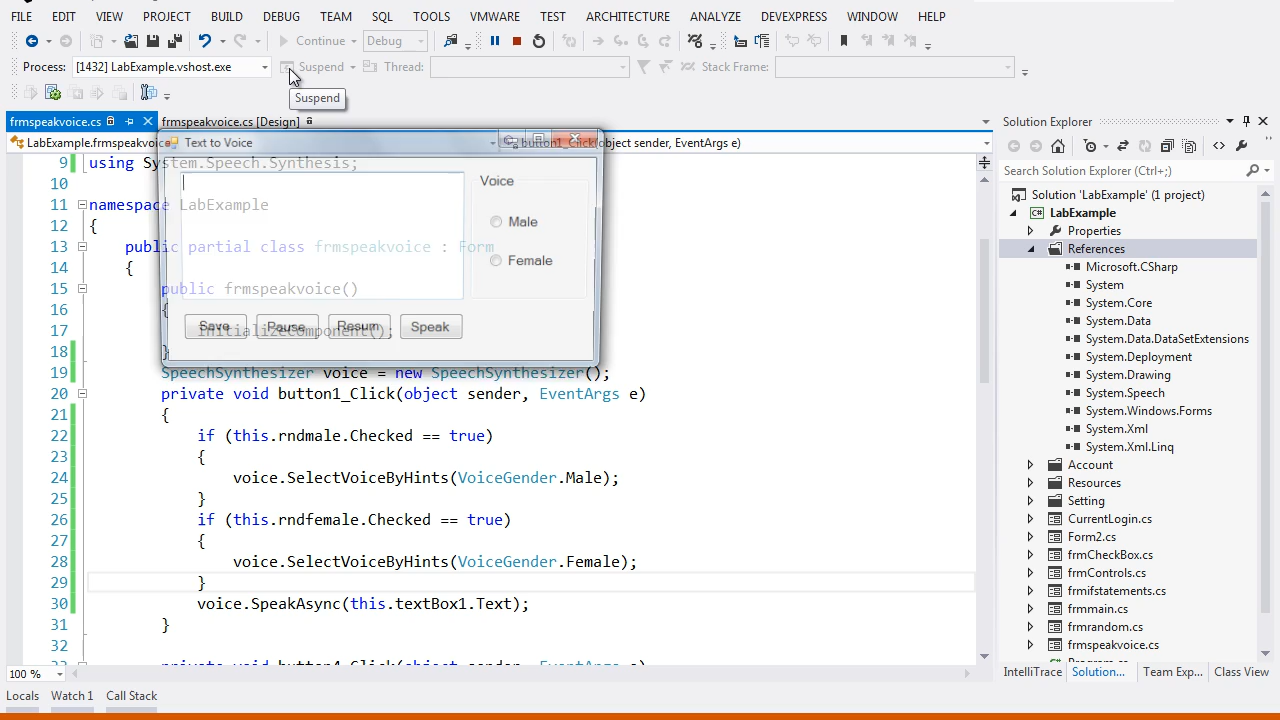 FILE EDIT VIEW PROJECT BUILD DEBUG TEAM SQL TOOLS VMWARE TEST ARCHITECTURE ANALYZE DEVEXPRESS WINDOW HELP
Continue Debug
Process: [1432] LabExample.vshost.exe Suspend Thread: Stack Frame:
Suspend
frmspeakvoice.cs frmspeakvoice.cs [Design]
LabExample.frmspeakvoice button1_Click(object sender, EventArgs e)
Text to Voice
9 using System.Speech.Synthesis;
10
11 namespace LabExample
12 {
13 public partial class frmspeakvoice : Form
14 {
15 public frmspeakvoice()
16 {
17 InitializeComponent();
18 }
19 SpeechSynthesizer voice = new SpeechSynthesizer();
20 private void button1_Click(object sender, EventArgs e)
21 {
22 if (this.rndmale.Checked == true)
23 {
24 voice.SelectVoiceByHints(VoiceGender.Male);
25 }
26 if (this.rndfemale.Checked == true)
27 {
28 voice.SelectVoiceByHints(VoiceGender.Female);
29 }
30 voice.SpeakAsync(this.textBox1.Text);
31 }
32
33 private void button4_Click(object sender, EventArgs e)
Voice
Male
Female
Save Pause Resum Speak
100 %
Locals Watch 1 Call Stack
Solution Explorer
Search Solution Explorer (Ctrl+;)
Solution 'LabExample' (1 project)
LabExample
Properties
References
Microsoft.CSharp
System
System.Core
System.Data
System.Data.DataSetExtensions
System.Deployment
System.Drawing
System.Speech
System.Windows.Forms
System.Xml
System.Xml.Linq
Account
Resources
Setting
CurrentLogin.cs
Form2.cs
frmCheckBox.cs
frmControls.cs
frmifstatements.cs
frmmain.cs
frmrandom.cs
frmspeakvoice.cs
Program.cs
IntelliTrace Solution... Team Exp... Class View